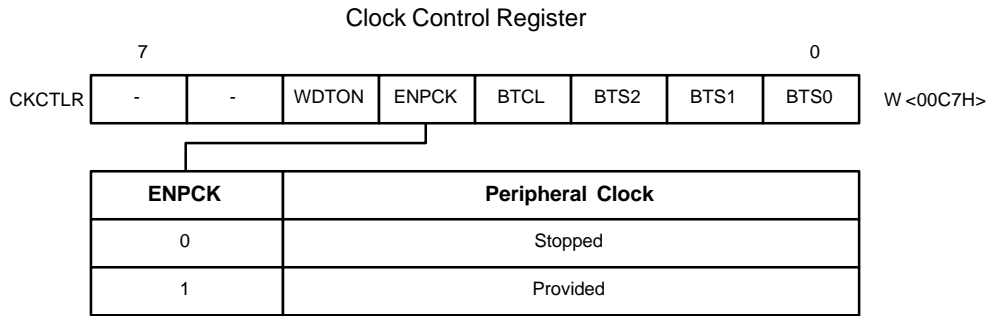 Clock Control Register
7 0
CKCTLR - - WDTON ENPCK BTCL BTS2 BTS1 BTS0 W <00C7H>
ENPCK Peripheral Clock
0 Stopped
1 Provided